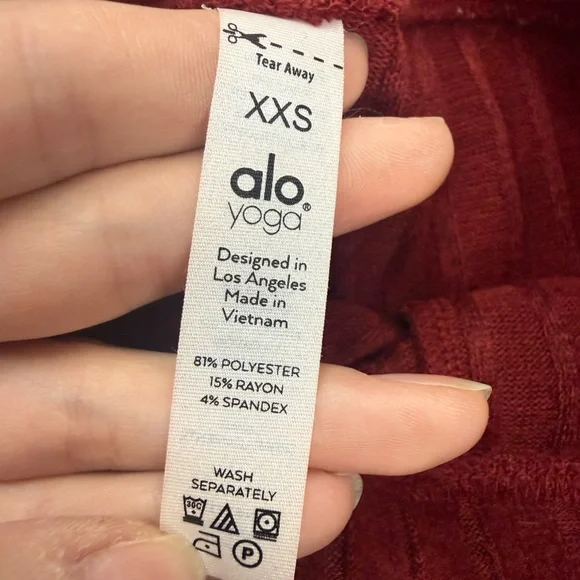 Tear Away
XXS
alo®
yoga
Designed in
Los Angeles
Made in
Vietnam
81% POLYESTER
15% RAYON
4% SPANDEX
WASH
SEPARATELY
30C
P